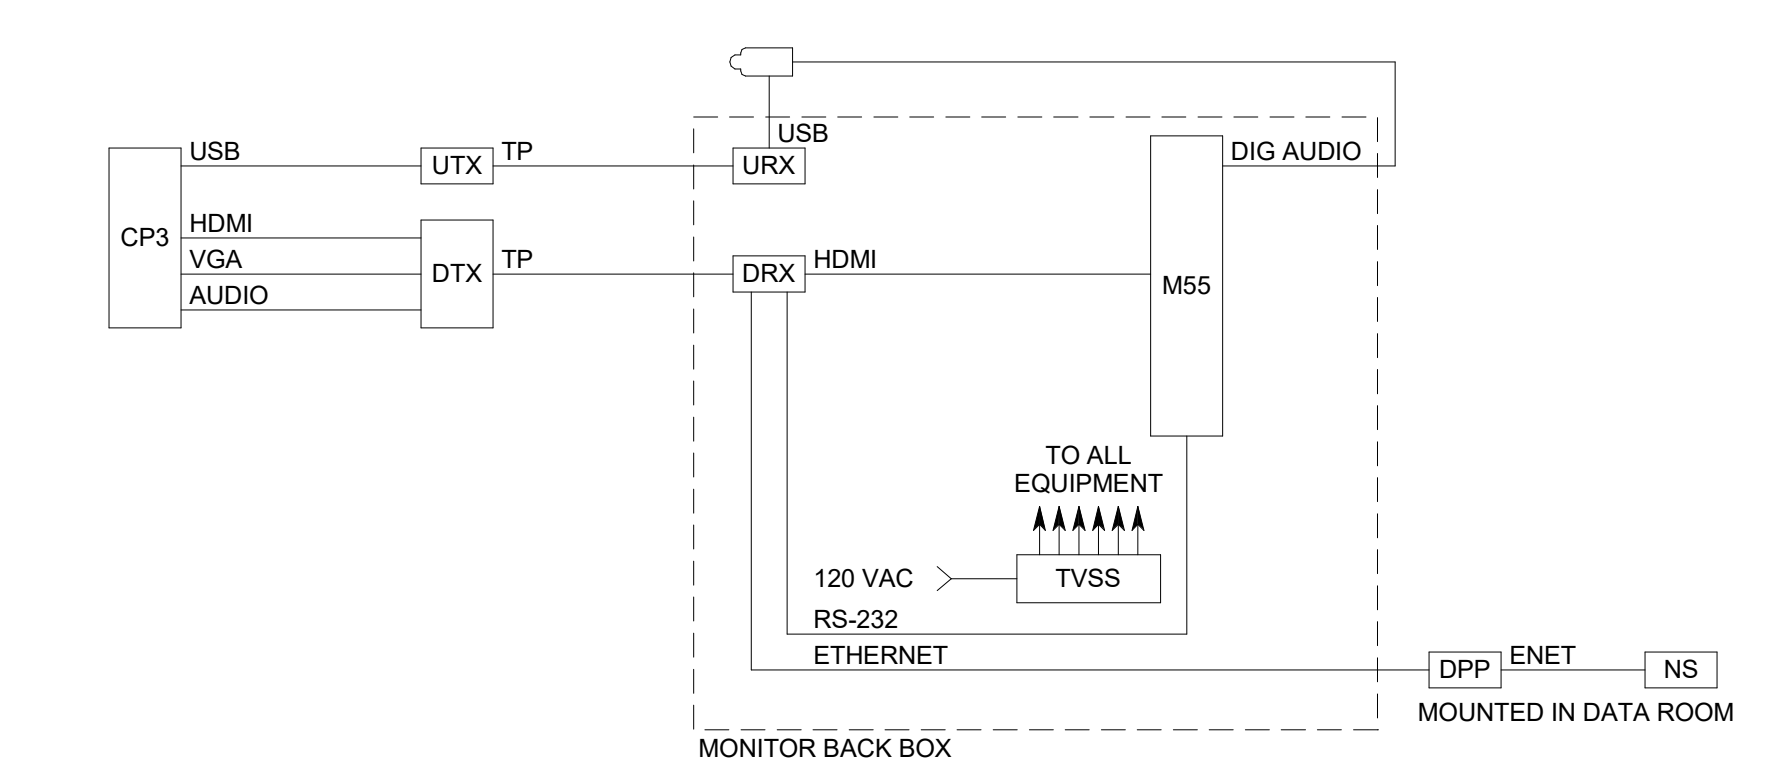 USB
USB
TP
DIG AUDIO
UTX
URX
HDMI
CP3
VGA
TP
HDMI
DTX
DRX
M55
AUDIO
TO ALL
EQUIPMENT
120 VAC
TVSS
RS-232
ETHERNET
ENET
DPP
NS
MOUNTED IN DATA ROOM
MONITOR BACK BOX